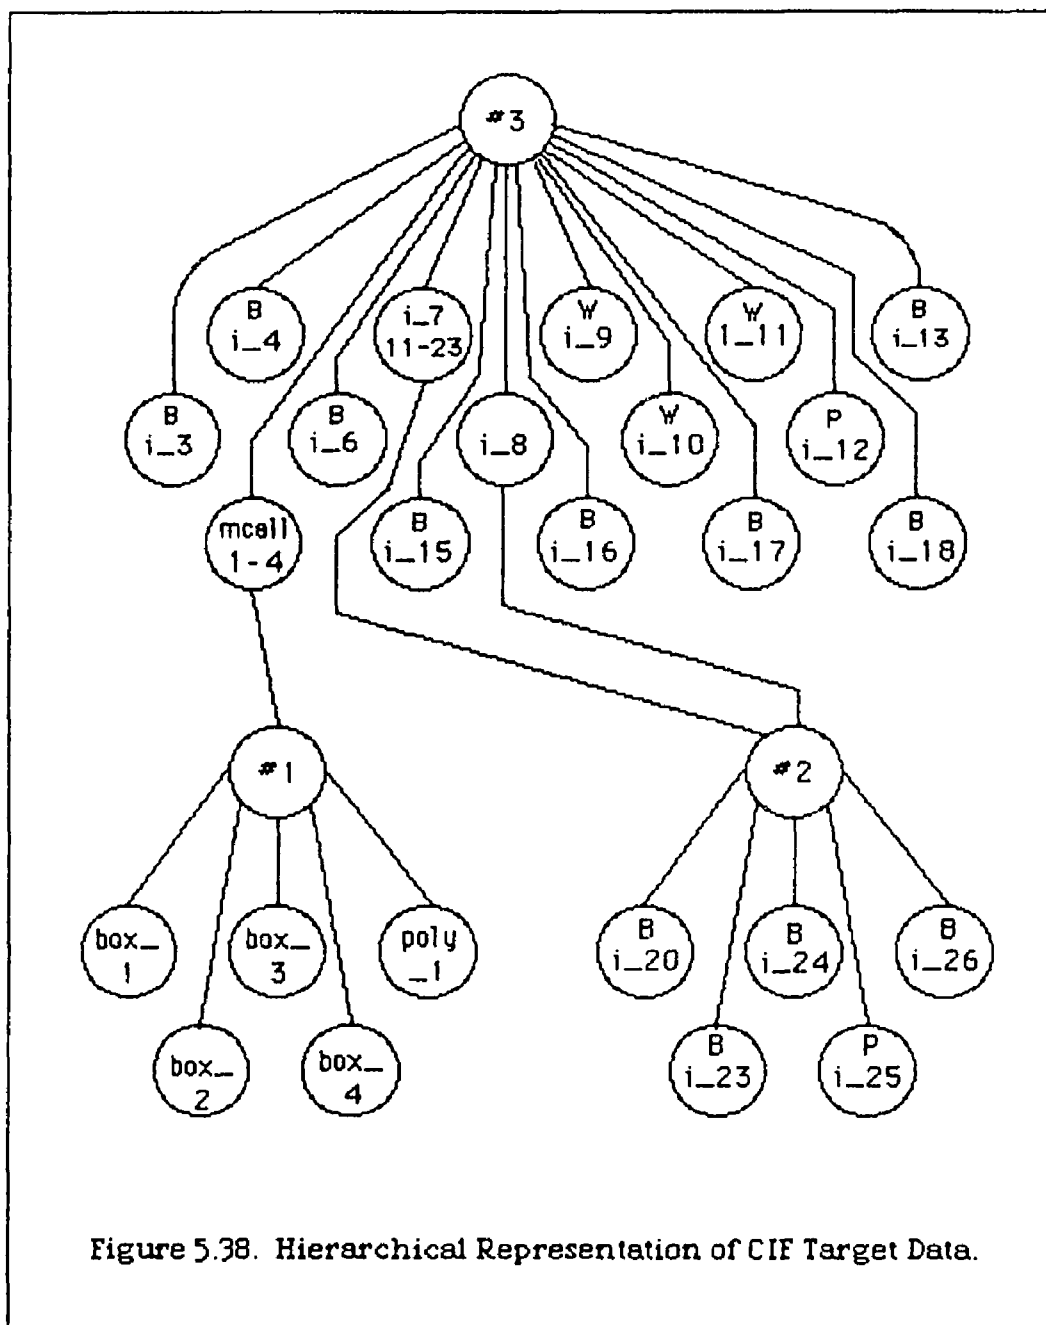 #3
B
i_4
i_7
11-23
W
i_9
W
1_11
B
i_13
B
i_3
B
i_6
i_8
W
i_10
P
i_12
mcall
1-4
B
i_15
B
i_16
B
i_17
B
i_18
#1
#2
box_
1
box_
3
poly
_1
B
i_20
B
i_24
B
i_26
box_
2
box_
4
B
i_23
P
i_25
Figure 5.38. Hierarchical Representation of CIF Target Data.